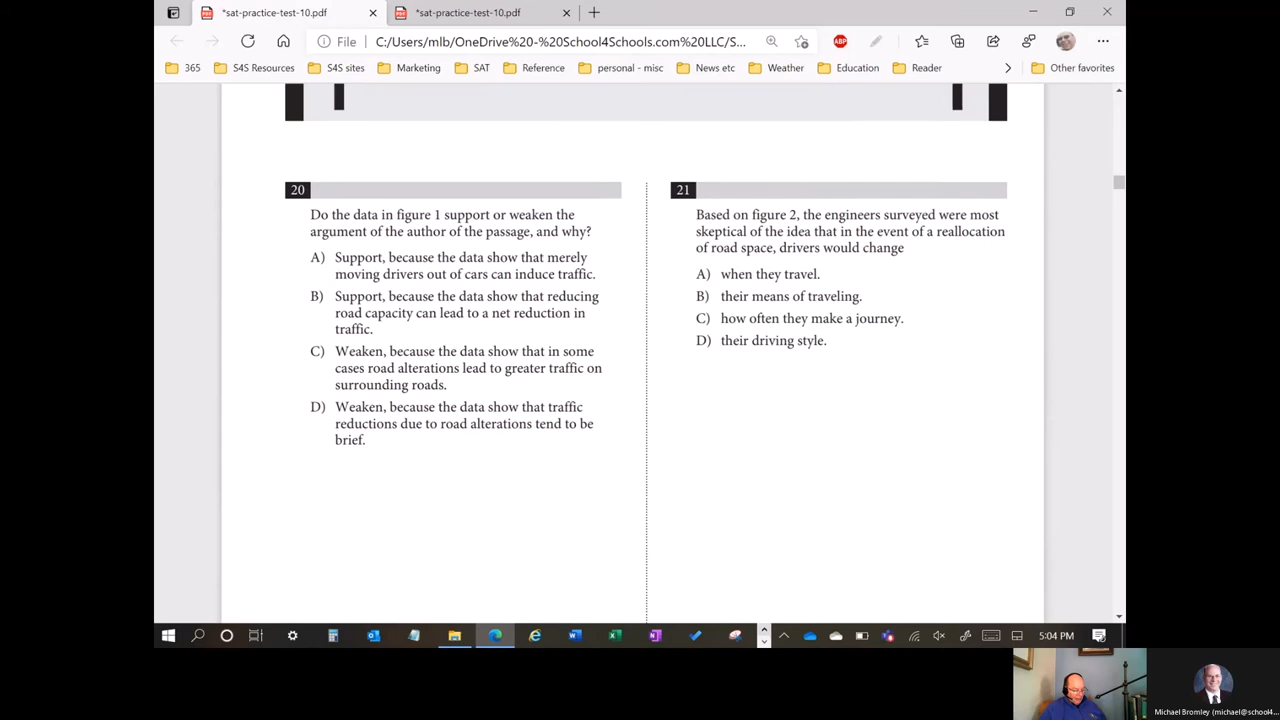 *sat-practice-test-10.pdf
*sat-practice-test-10.pdf
File
C:/Users/mlb/OneDrive%20-%20School4Schools.com%20LLC/S...
ABP
365
S4S Resources
S4S sites
Marketing
SAT
Reference
personal - misc
News etc
Weather
Education
Reader
Other favorites
20
Do the data in figure 1 support or weaken the
argument of the author of the passage, and why?
A) Support, because the data show that merely
moving drivers out of cars can induce traffic.
B) Support, because the data show that reducing
road capacity can lead to a net reduction in
traffic.
C) Weaken, because the data show that in some
cases road alterations lead to greater traffic on
surrounding roads.
D) Weaken, because the data show that traffic
reductions due to road alterations tend to be
brief.
21
Based on figure 2, the engineers surveyed were most
skeptical of the idea that in the event of a reallocation
of road space, drivers would change
A) when they travel.
B) their means of traveling.
C) how often they make a journey.
D) their driving style.
5:04 PM
Michael Bromley (michael@school4...